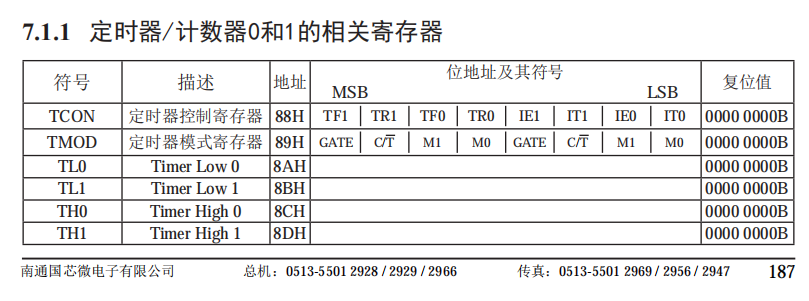 7.1.1 定时器/计数器0和1的相关寄存器
符号 描述 地址 位地址及其符号 复位值
MSB LSB
TCON 定时器控制寄存器 88H TF1 TR1 TF0 TR0 IE1 IT1 IE0 IT0 0000 0000B
TMOD 定时器模式寄存器 89H GATE C/T̅ M1 M0 GATE C/T̅ M1 M0 0000 0000B
TL0 Timer Low 0 8AH 0000 0000B
TL1 Timer Low 1 8BH 0000 0000B
TH0 Timer High 0 8CH 0000 0000B
TH1 Timer High 1 8DH 0000 0000B
南通国芯微电子有限公司 总机：0513-5501 2928 / 2929 / 2966 传真：0513-5501 2969 / 2956 / 2947 187